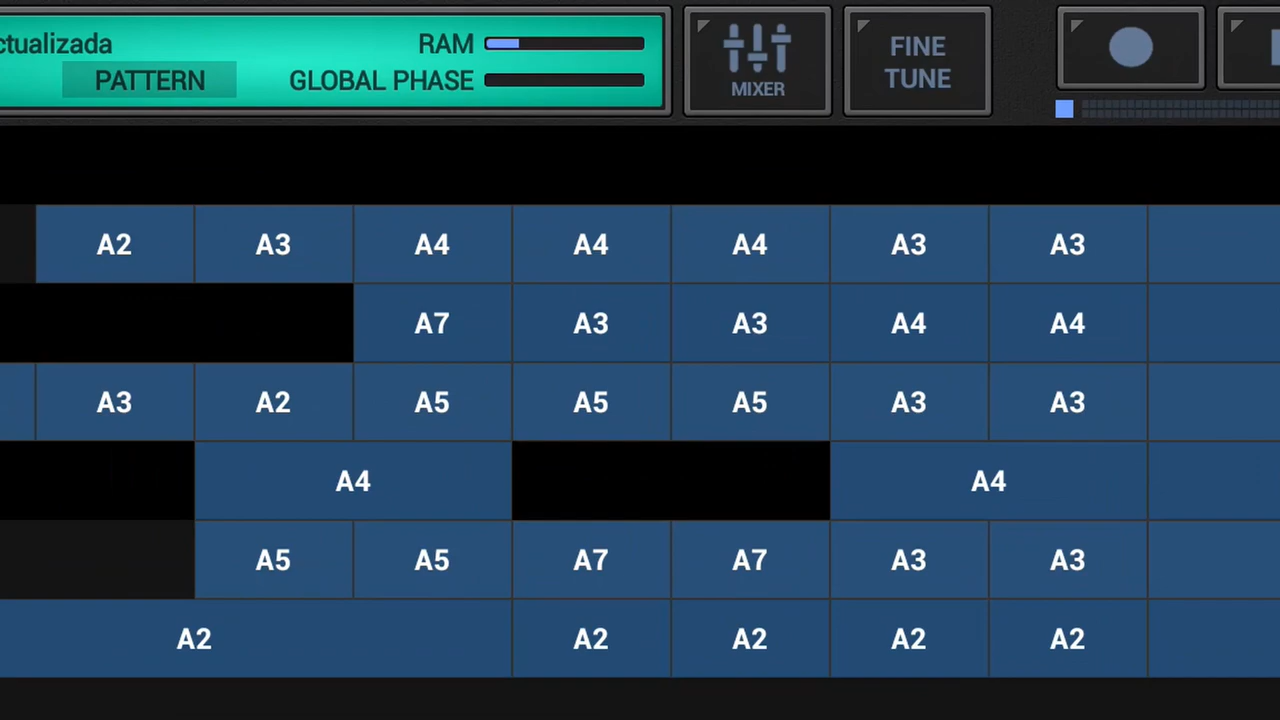 ctualizada RAM
PATTERN GLOBAL PHASE
MIXER
FINE
TUNE
A2 A3 A4 A4 A4 A3 A3
A7 A3 A3 A4 A4
A3 A2 A5 A5 A5 A3 A3
A4 A4
A5 A5 A7 A7 A3 A3
A2 A2 A2 A2 A2